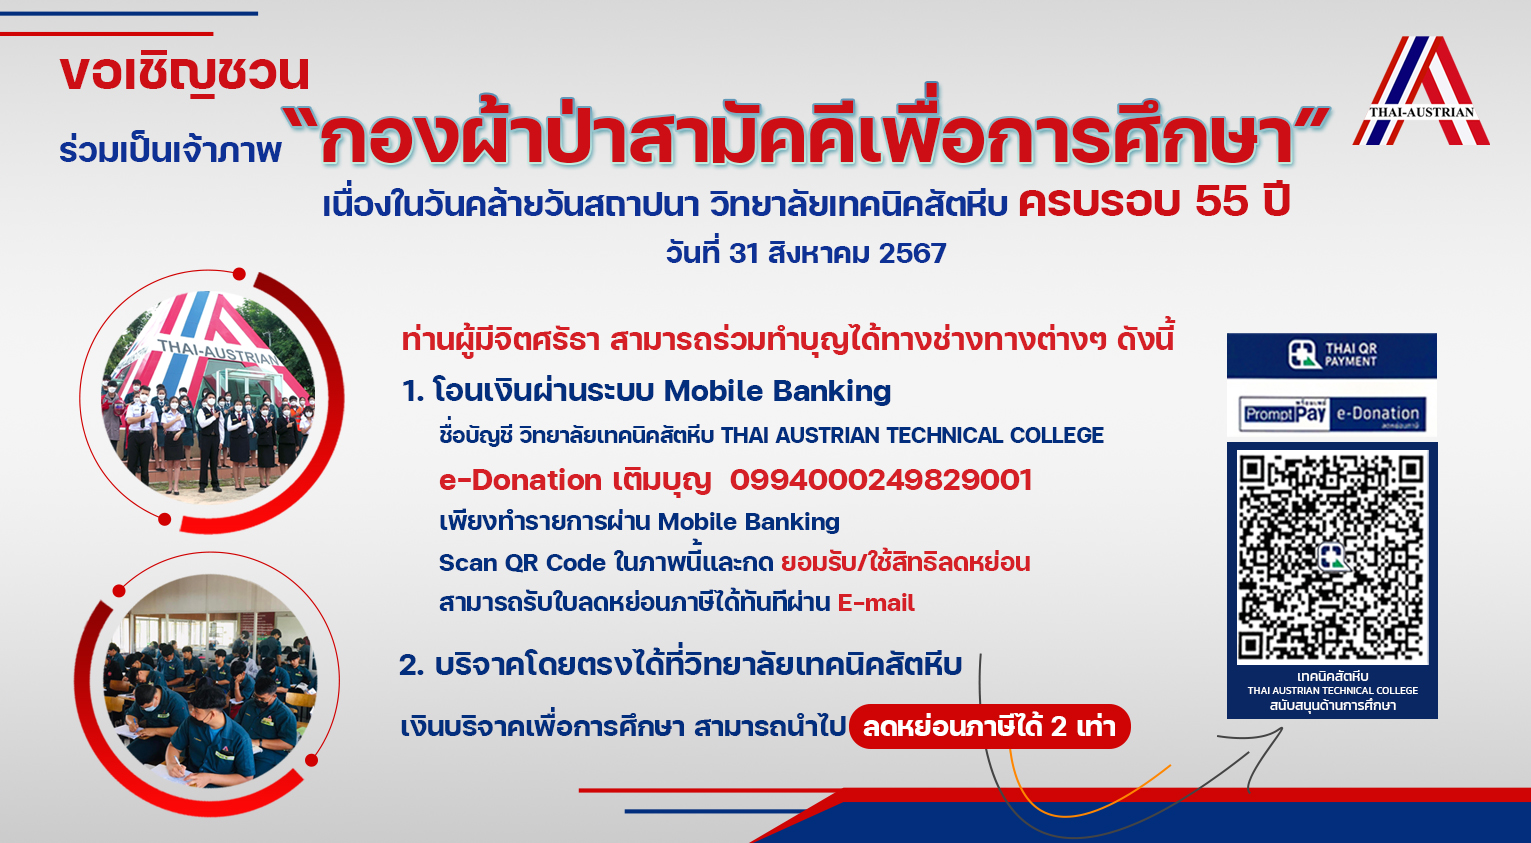 ขอเชิญชวน
ร่วมเป็นเจ้าภาพ "กองผ้าป่าสามัคคีเพื่อการศึกษา"
THAI-AUSTRIAN
เนื่องในวันคล้ายวันสถาปนา วิทยาลัยเทคนิคสัตหีบ ครบรอบ 55 ปี
วันที่ 31 สิงหาคม 2567
THAI-AUSTRIAN
ท่านผู้มีจิตศรัธรา สามารถร่วมทำบุญได้ทางช่างทางต่างๆ ดังนี้
1. โอนเงินผ่านระบบ Mobile Banking
ชื่อบัญชี วิทยาลัยเทคนิคสัตหีบ THAI AUSTRIAN TECHNICAL COLLEGE
e-Donation เติมบุญ 0994000249829001
เพียงทำรายการผ่าน Mobile Banking
Scan QR Code ในภาพนี้และกด ยอมรับ/ใช้สิทธิลดหย่อน
สามารถรับใบลดหย่อนภาษีได้ทันทีผ่าน E-mail
2. บริจาคโดยตรงได้ที่วิทยาลัยเทคนิคสัตหีบ
เงินบริจาคเพื่อการศึกษา สามารถนำไป ลดหย่อนภาษีได้ 2 เท่า
THAI QR
PAYMENT
พร้อมเพย์
PromptPay e-Donation
ลดหย่อนภาษี
เทคนิคสัตหีบ
THAI AUSTRIAN TECHNICAL COLLEGE
สนับสนุนด้านการศึกษา